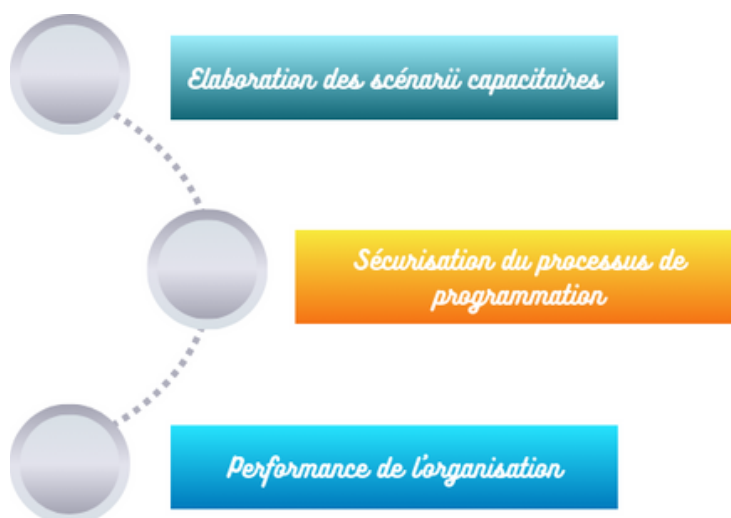 Elaboration des scénarii capacitaires
Sécurisation du processus de
programmation
Performance de l'organisation